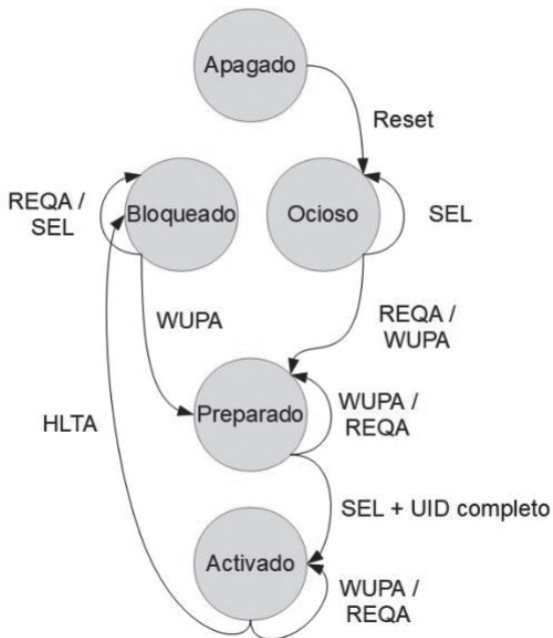 Apagado
Reset
REQA /
SEL
Bloqueado
Ocioso
SEL
WUPA
REQA /
WUPA
HLTA
Preparado
WUPA /
REQA
SEL + UID completo
Activado
WUPA /
REQA